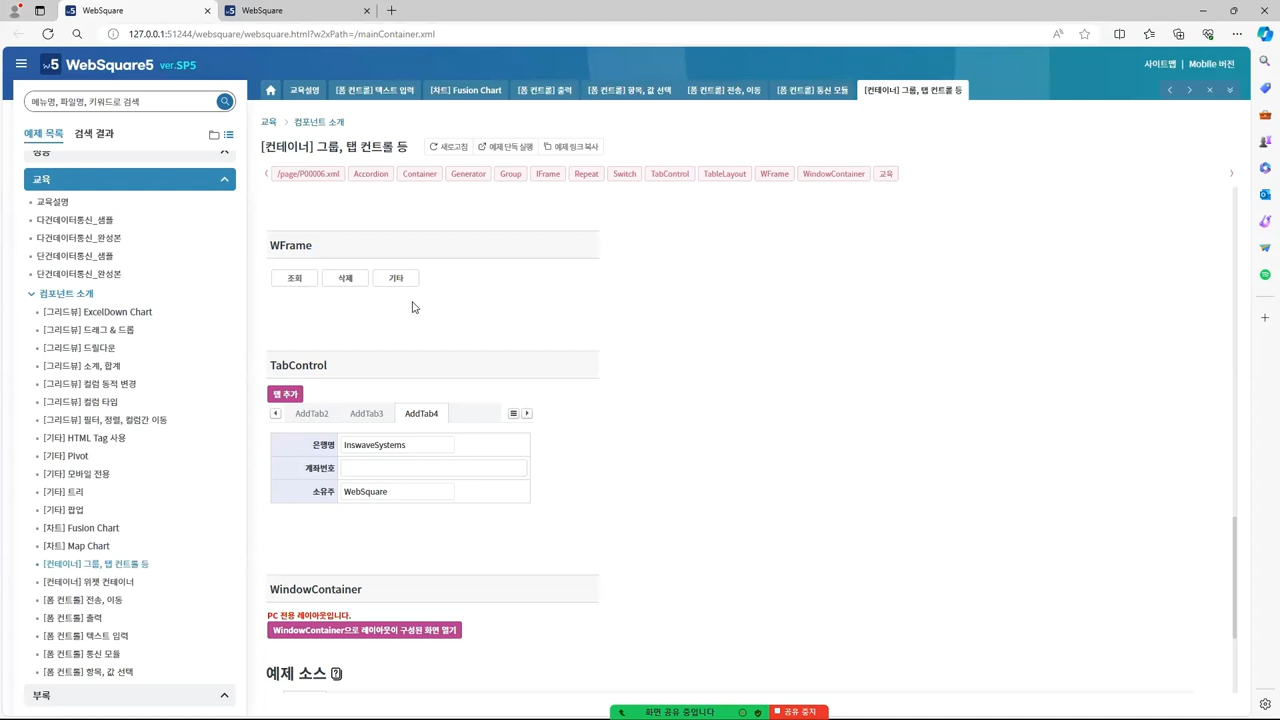 WebSquare
WebSquare
127.0.0.1:51244/websquare/websquare.html?w2xPath=/mainContainer.xml
W5 WebSquare5 ver.SP5
사이트맵 | Mobile 버전
교육설명
[폼 컨트롤] 텍스트 입력
[차트] Fusion Chart
[폼 컨트롤] 출력
[폼 컨트롤] 항목, 값 선택
[폼 컨트롤] 전송, 이동
[폼 컨트롤] 통신 모듈
[컨테이너] 그룹, 탭 컨트롤 등
메뉴명, 파일명, 키워드로 검색
예제 목록 검색 결과
교육
교육설명
다건데이터통신_샘플
다건데이터통신_완성본
단건데이터통신_샘플
단건데이터통신_완성본
컴포넌트 소개
[그리드뷰] ExcelDown Chart
[그리드뷰] 드래그 & 드롭
[그리드뷰] 드릴다운
[그리드뷰] 소계, 합계
[그리드뷰] 컬럼 동적 변경
[그리드뷰] 컬럼 타입
[그리드뷰] 필터, 정렬, 컬럼간 이동
[기타] HTML Tag 사용
[기타] Pivot
[기타] 모바일 전용
[기타] 트리
[기타] 팝업
[차트] Fusion Chart
[차트] Map Chart
[컨테이너] 그룹, 탭 컨트롤 등
[컨테이너] 위젯 컨테이너
[폼 컨트롤] 전송, 이동
[폼 컨트롤] 출력
[폼 컨트롤] 텍스트 입력
[폼 컨트롤] 통신 모듈
[폼 컨트롤] 항목, 값 선택
부록
교육 > 컴포넌트 소개
[컨테이너] 그룹, 탭 컨트롤 등
새로고침
예제 단독 실행
예제 링크 복사
/page/P00006.xml Accordion Container Generator Group IFrame Repeat Switch TabControl TableLayout WFrame WindowContainer 교육
WFrame
조회 삭제 기타
TabControl
탭 추가
AddTab2 AddTab3 AddTab4
은행명 InswaveSystems
계좌번호
소유주 WebSquare
WindowContainer
PC 전용 레이아웃입니다.
WindowContainer으로 레이아웃이 구성된 화면 열기
예제 소스
화면 공유 중입니다
공유 중지